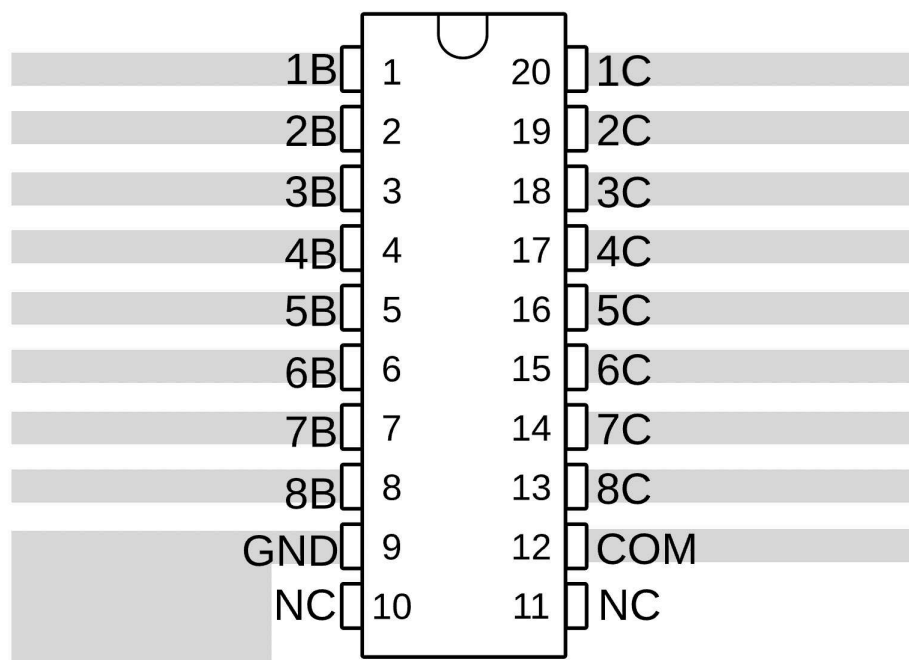 1B 1 20 1C
2B 2 19 2C
3B 3 18 3C
4B 4 17 4C
5B 5 16 5C
6B 6 15 6C
7B 7 14 7C
8B 8 13 8C
GND 9 12 COM
NC 10 11 NC